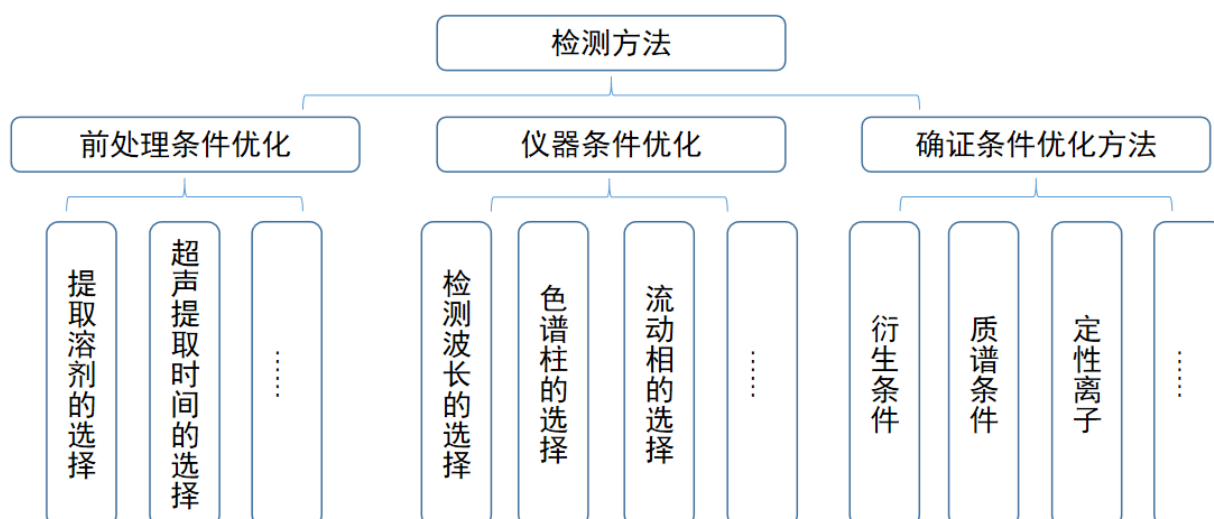 检测方法
前处理条件优化
仪器条件优化
确证条件优化方法
提取溶剂的选择
超声提取时间的选择
……
检测波长的选择
色谱柱的选择
流动相的选择
……
衍生条件
质谱条件
定性离子
……